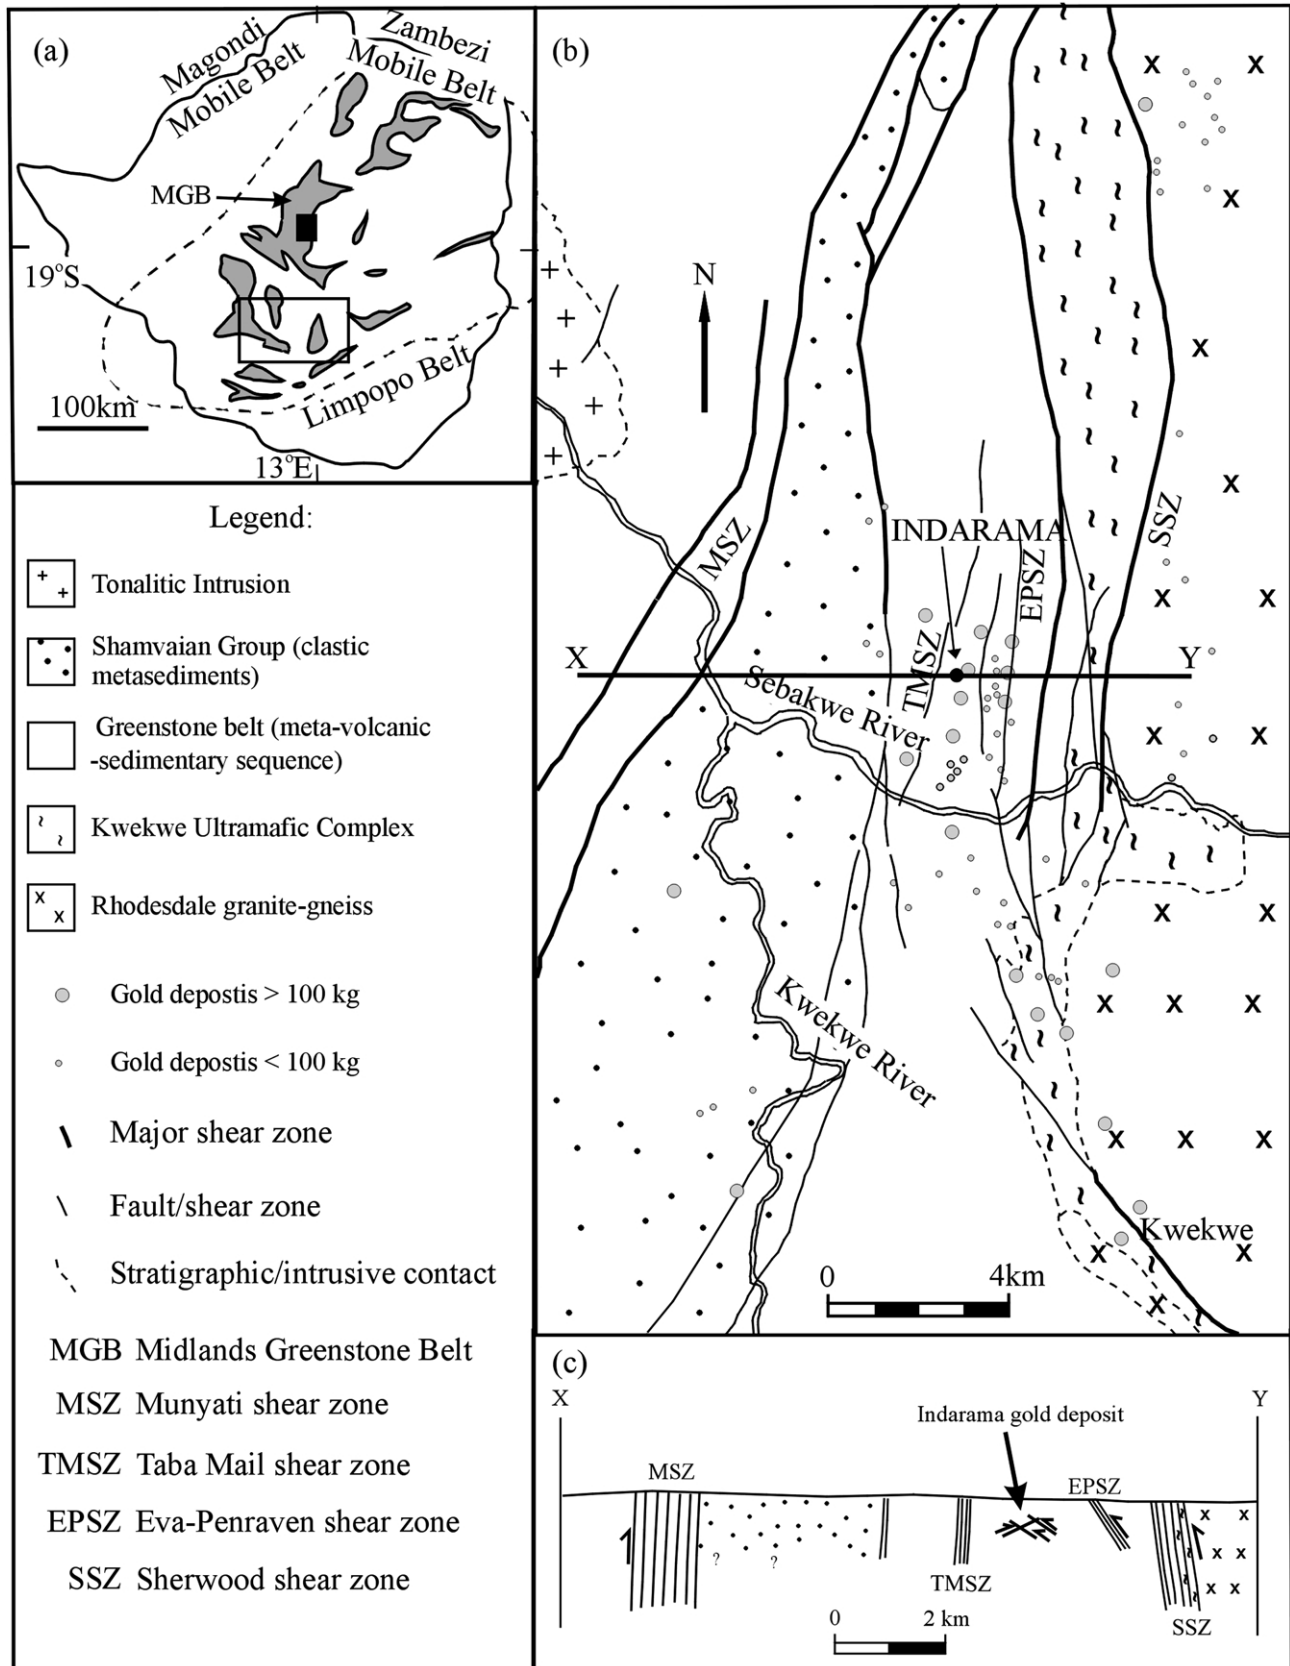 (a)
Magondi
Mobile Belt
Zambezi
Mobile Belt
MGB
19°S
Limpopo Belt
100km
13°E
Legend:
Tonalitic Intrusion
Shamvaian Group (clastic
metasediments)
Greenstone belt (meta-volcanic
-sedimentary sequence)
Kwekwe Ultramafic Complex
Rhodesdale granite-gneiss
Gold depostis > 100 kg
Gold depostis < 100 kg
Major shear zone
Fault/shear zone
Stratigraphic/intrusive contact
MGB Midlands Greenstone Belt
MSZ Munyati shear zone
TMSZ Taba Mail shear zone
EPSZ Eva-Penraven shear zone
SSZ Sherwood shear zone
(b)
N
MSZ
INDARAMA
SSZ
EPSZ
TMSZ
X
Y
Sebakwe River
Kwekwe River
Kwekwe
0 4km
(c)
X
Y
Indarama gold deposit
MSZ
EPSZ
? ?
TMSZ
SSZ
0 2 km